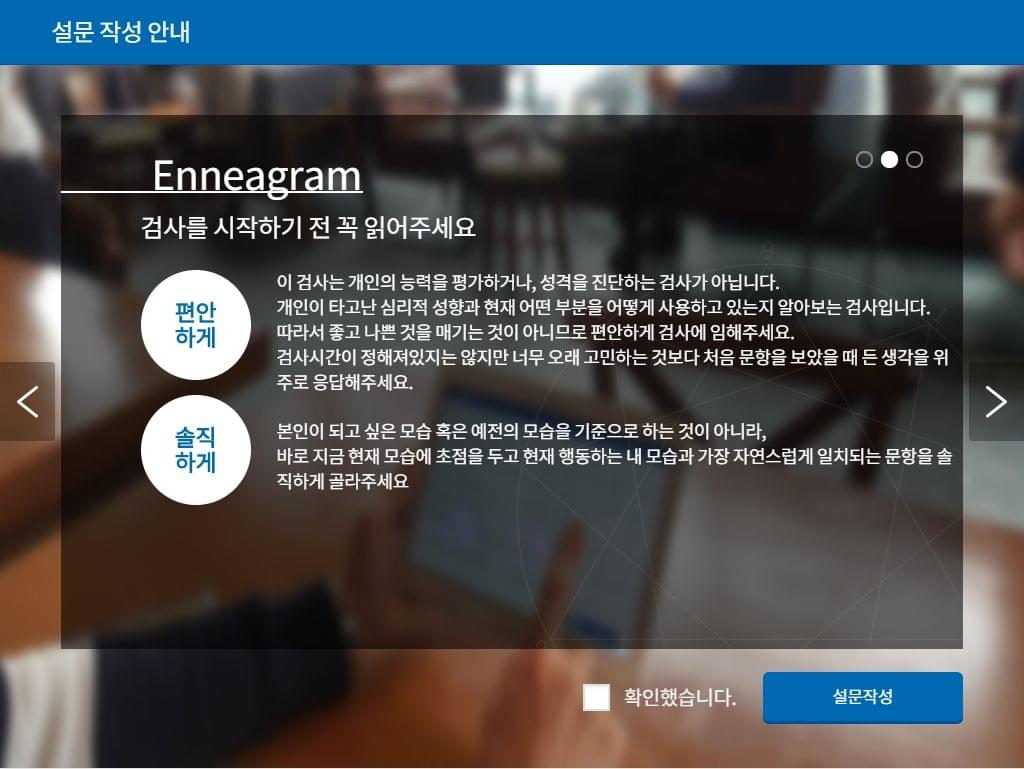 설문 작성 안내
Enneagram
검사를 시작하기 전 꼭 읽어주세요
편안
하게
이 검사는 개인의 능력을 평가하거나, 성격을 진단하는 검사가 아닙니다.
개인이 타고난 심리적 성향과 현재 어떤 부분을 어떻게 사용하고 있는지 알아보는 검사입니다.
따라서 좋고 나쁜 것을 매기는 것이 아니므로 편안하게 검사에 임해주세요.
검사시간이 정해져있지는 않지만 너무 오래 고민하는 것보다 처음 문항을 보았을 때 든 생각을 위
주로 응답해주세요.
솔직
하게
본인이 되고 싶은 모습 혹은 예전의 모습을 기준으로 하는 것이 아니라,
바로 지금 현재 모습에 초점을 두고 현재 행동하는 내 모습과 가장 자연스럽게 일치되는 문항을 솔
직하게 골라주세요
9
1
8
확인했습니다.
설문작성